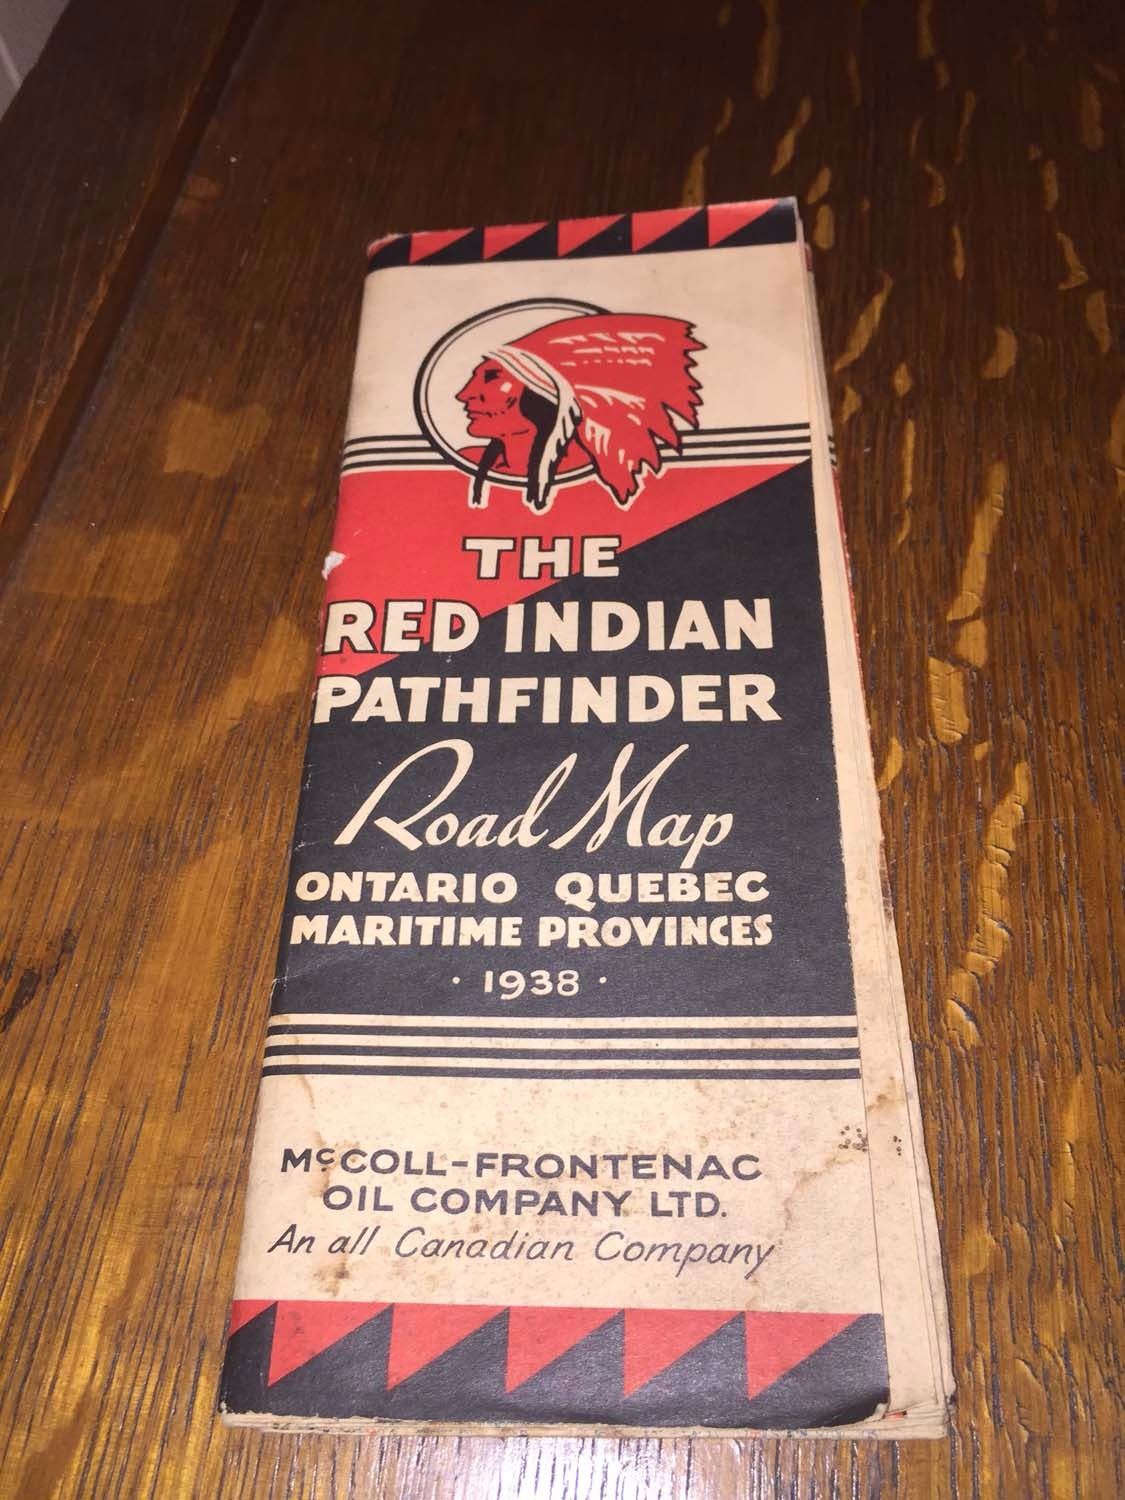 THE
RED INDIAN
PATHFINDER
Road Map
ONTARIO QUEBEC
MARITIME PROVINCES
· 1938 ·
McCOLL-FRONTENAC
OIL COMPANY LTD.
An all Canadian Company